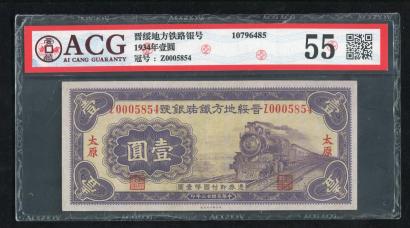 ACG
AI CANG GUARANTY
晋绥地方铁路银号
10796485
1934年壹圆
冠号：Z0005854
55
號銀路鐵方地綏晋
Z0005854
Z0005854
壹
圓
太原
太原